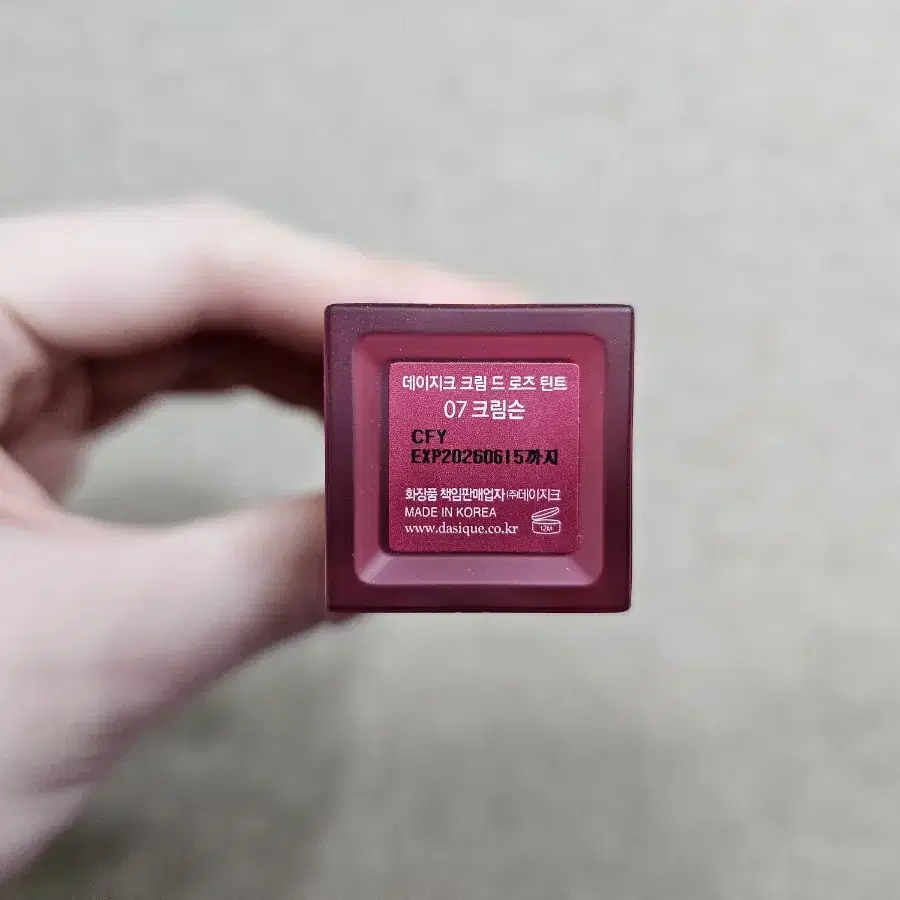 데이지크 크림 드 로즈 틴트
07 크림슨
CFY
EXP20260615까지
화장품 책임판매업자 ㈜데이지크
MADE IN KOREA
www.dasique.co.kr
12M